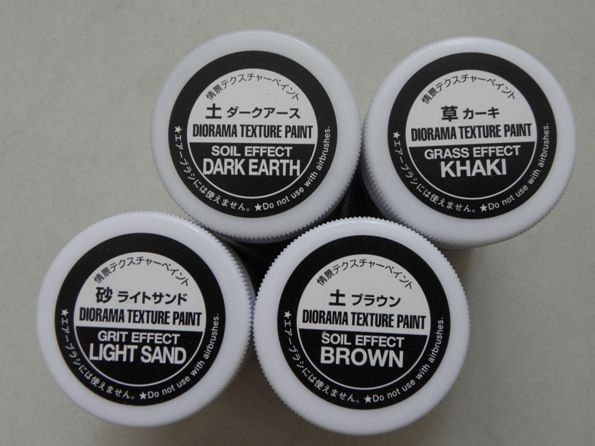 情景テクスチャーペイント
土 ダークアース
DIORAMA TEXTURE PAINT
SOIL EFFECT
DARK EARTH
★エアーブラシには使えません。★Do not use with airbrushes.
情景テクスチャーペイント
草 カーキ
DIORAMA TEXTURE PAINT
GRASS EFFECT
KHAKI
★エアーブラシには使えません。★Do not use with airbrushes.
情景テクスチャーペイント
砂 ライトサンド
DIORAMA TEXTURE PAINT
GRIT EFFECT
LIGHT SAND
★エアーブラシには使えません。★Do not use with airbrushes.
情景テクスチャーペイント
土 ブラウン
DIORAMA TEXTURE PAINT
SOIL EFFECT
BROWN
★エアーブラシには使えません。★Do not use with airbrushes.